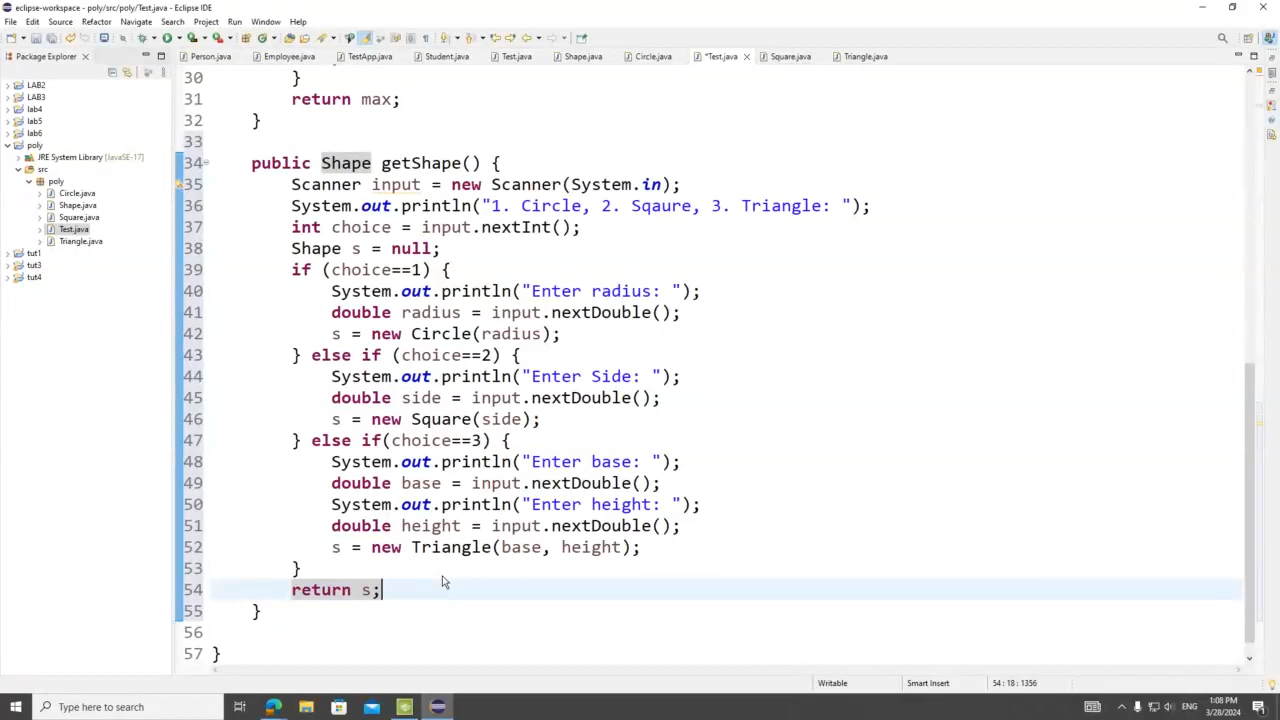 eclipse-workspace - poly/src/poly/Test.java - Eclipse IDE
File Edit Source Refactor Navigate Search Project Run Window Help
Package Explorer
Person.java Employee.java TestApp.java Student.java Test.java Shape.java Circle.java *Test.java Square.java Triangle.java
LAB2
LAB3
lab4
lab5
lab6
poly
JRE System Library [JavaSE-17]
src
poly
Circle.java
Shape.java
Square.java
Test.java
Triangle.java
tut1
tut3
tut4
30 }
31 return max;
32 }
33
34 public Shape getShape() {
35 Scanner input = new Scanner(System.in);
36 System.out.println("1. Circle, 2. Sqaure, 3. Triangle: ");
37 int choice = input.nextInt();
38 Shape s = null;
39 if (choice==1) {
40 System.out.println("Enter radius: ");
41 double radius = input.nextDouble();
42 s = new Circle(radius);
43 } else if (choice==2) {
44 System.out.println("Enter Side: ");
45 double side = input.nextDouble();
46 s = new Square(side);
47 } else if(choice==3) {
48 System.out.println("Enter base: ");
49 double base = input.nextDouble();
50 System.out.println("Enter height: ");
51 double height = input.nextDouble();
52 s = new Triangle(base, height);
53 }
54 return s;
55 }
56
57 }
Writable Smart Insert 54 : 18 : 1356
Type here to search
ENG
1:08 PM
3/28/2024